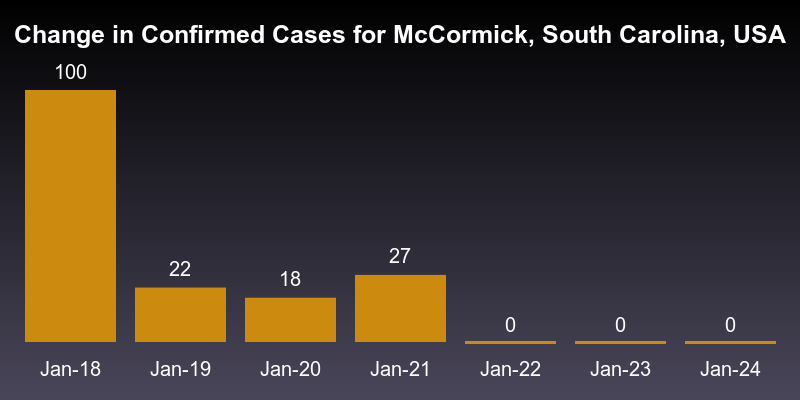 Change in Confirmed Cases for McCormick, South Carolina, USA
100
22
18
27
0
0
0
Jan-18
Jan-19
Jan-20
Jan-21
Jan-22
Jan-23
Jan-24